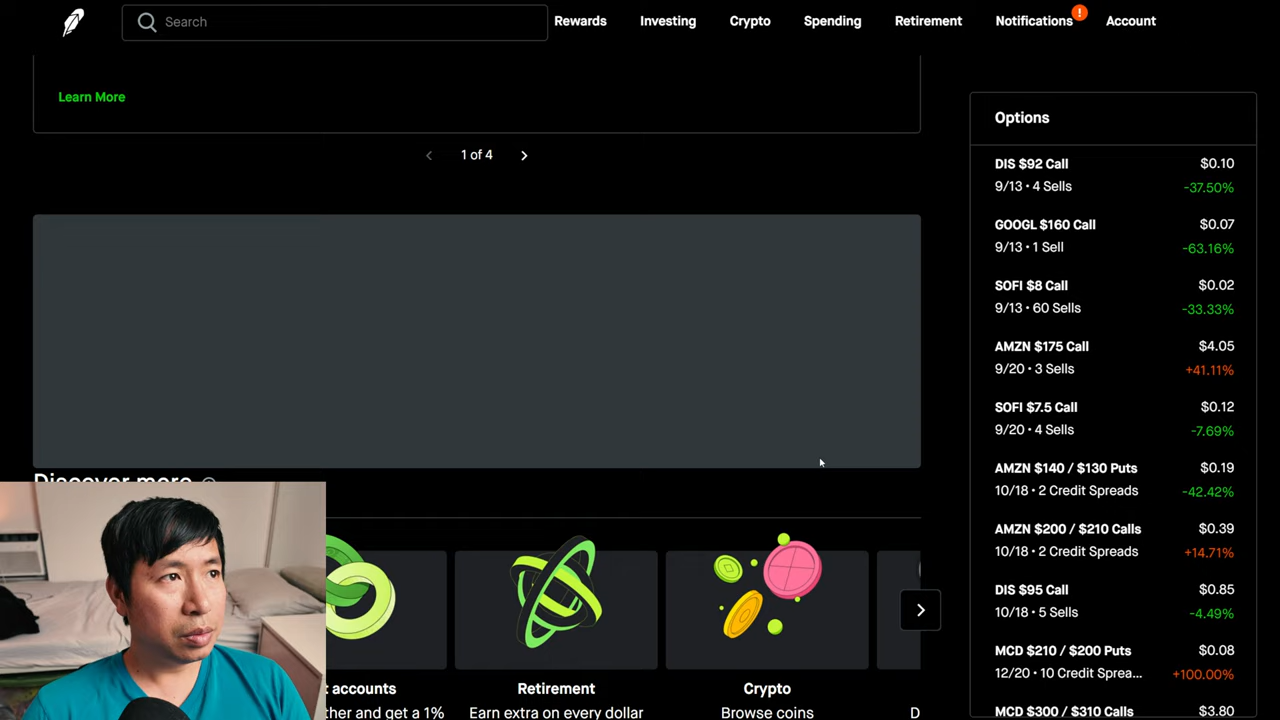 Search
Rewards
Investing
Crypto
Spending
Retirement
Notifications
!
Account
Learn More
1 of 4
Options
DIS $92 Call $0.10
9/13 • 4 Sells -37.50%
GOOGL $160 Call $0.07
9/13 • 1 Sell -63.16%
SOFI $8 Call $0.02
9/13 • 60 Sells -33.33%
AMZN $175 Call $4.05
9/20 • 3 Sells +41.11%
SOFI $7.5 Call $0.12
9/20 • 4 Sells -7.69%
AMZN $140 / $130 Puts $0.19
10/18 • 2 Credit Spreads -42.42%
AMZN $200 / $210 Calls $0.39
10/18 • 2 Credit Spreads +14.71%
DIS $95 Call $0.85
10/18 • 5 Sells -4.49%
MCD $210 / $200 Puts $0.08
12/20 • 10 Credit Sprea... +100.00%
MCD $300 / $310 Calls $3.80
Discover more
accounts
and get a 1%
Retirement
Earn extra on every dollar
Crypto
Browse coins
D